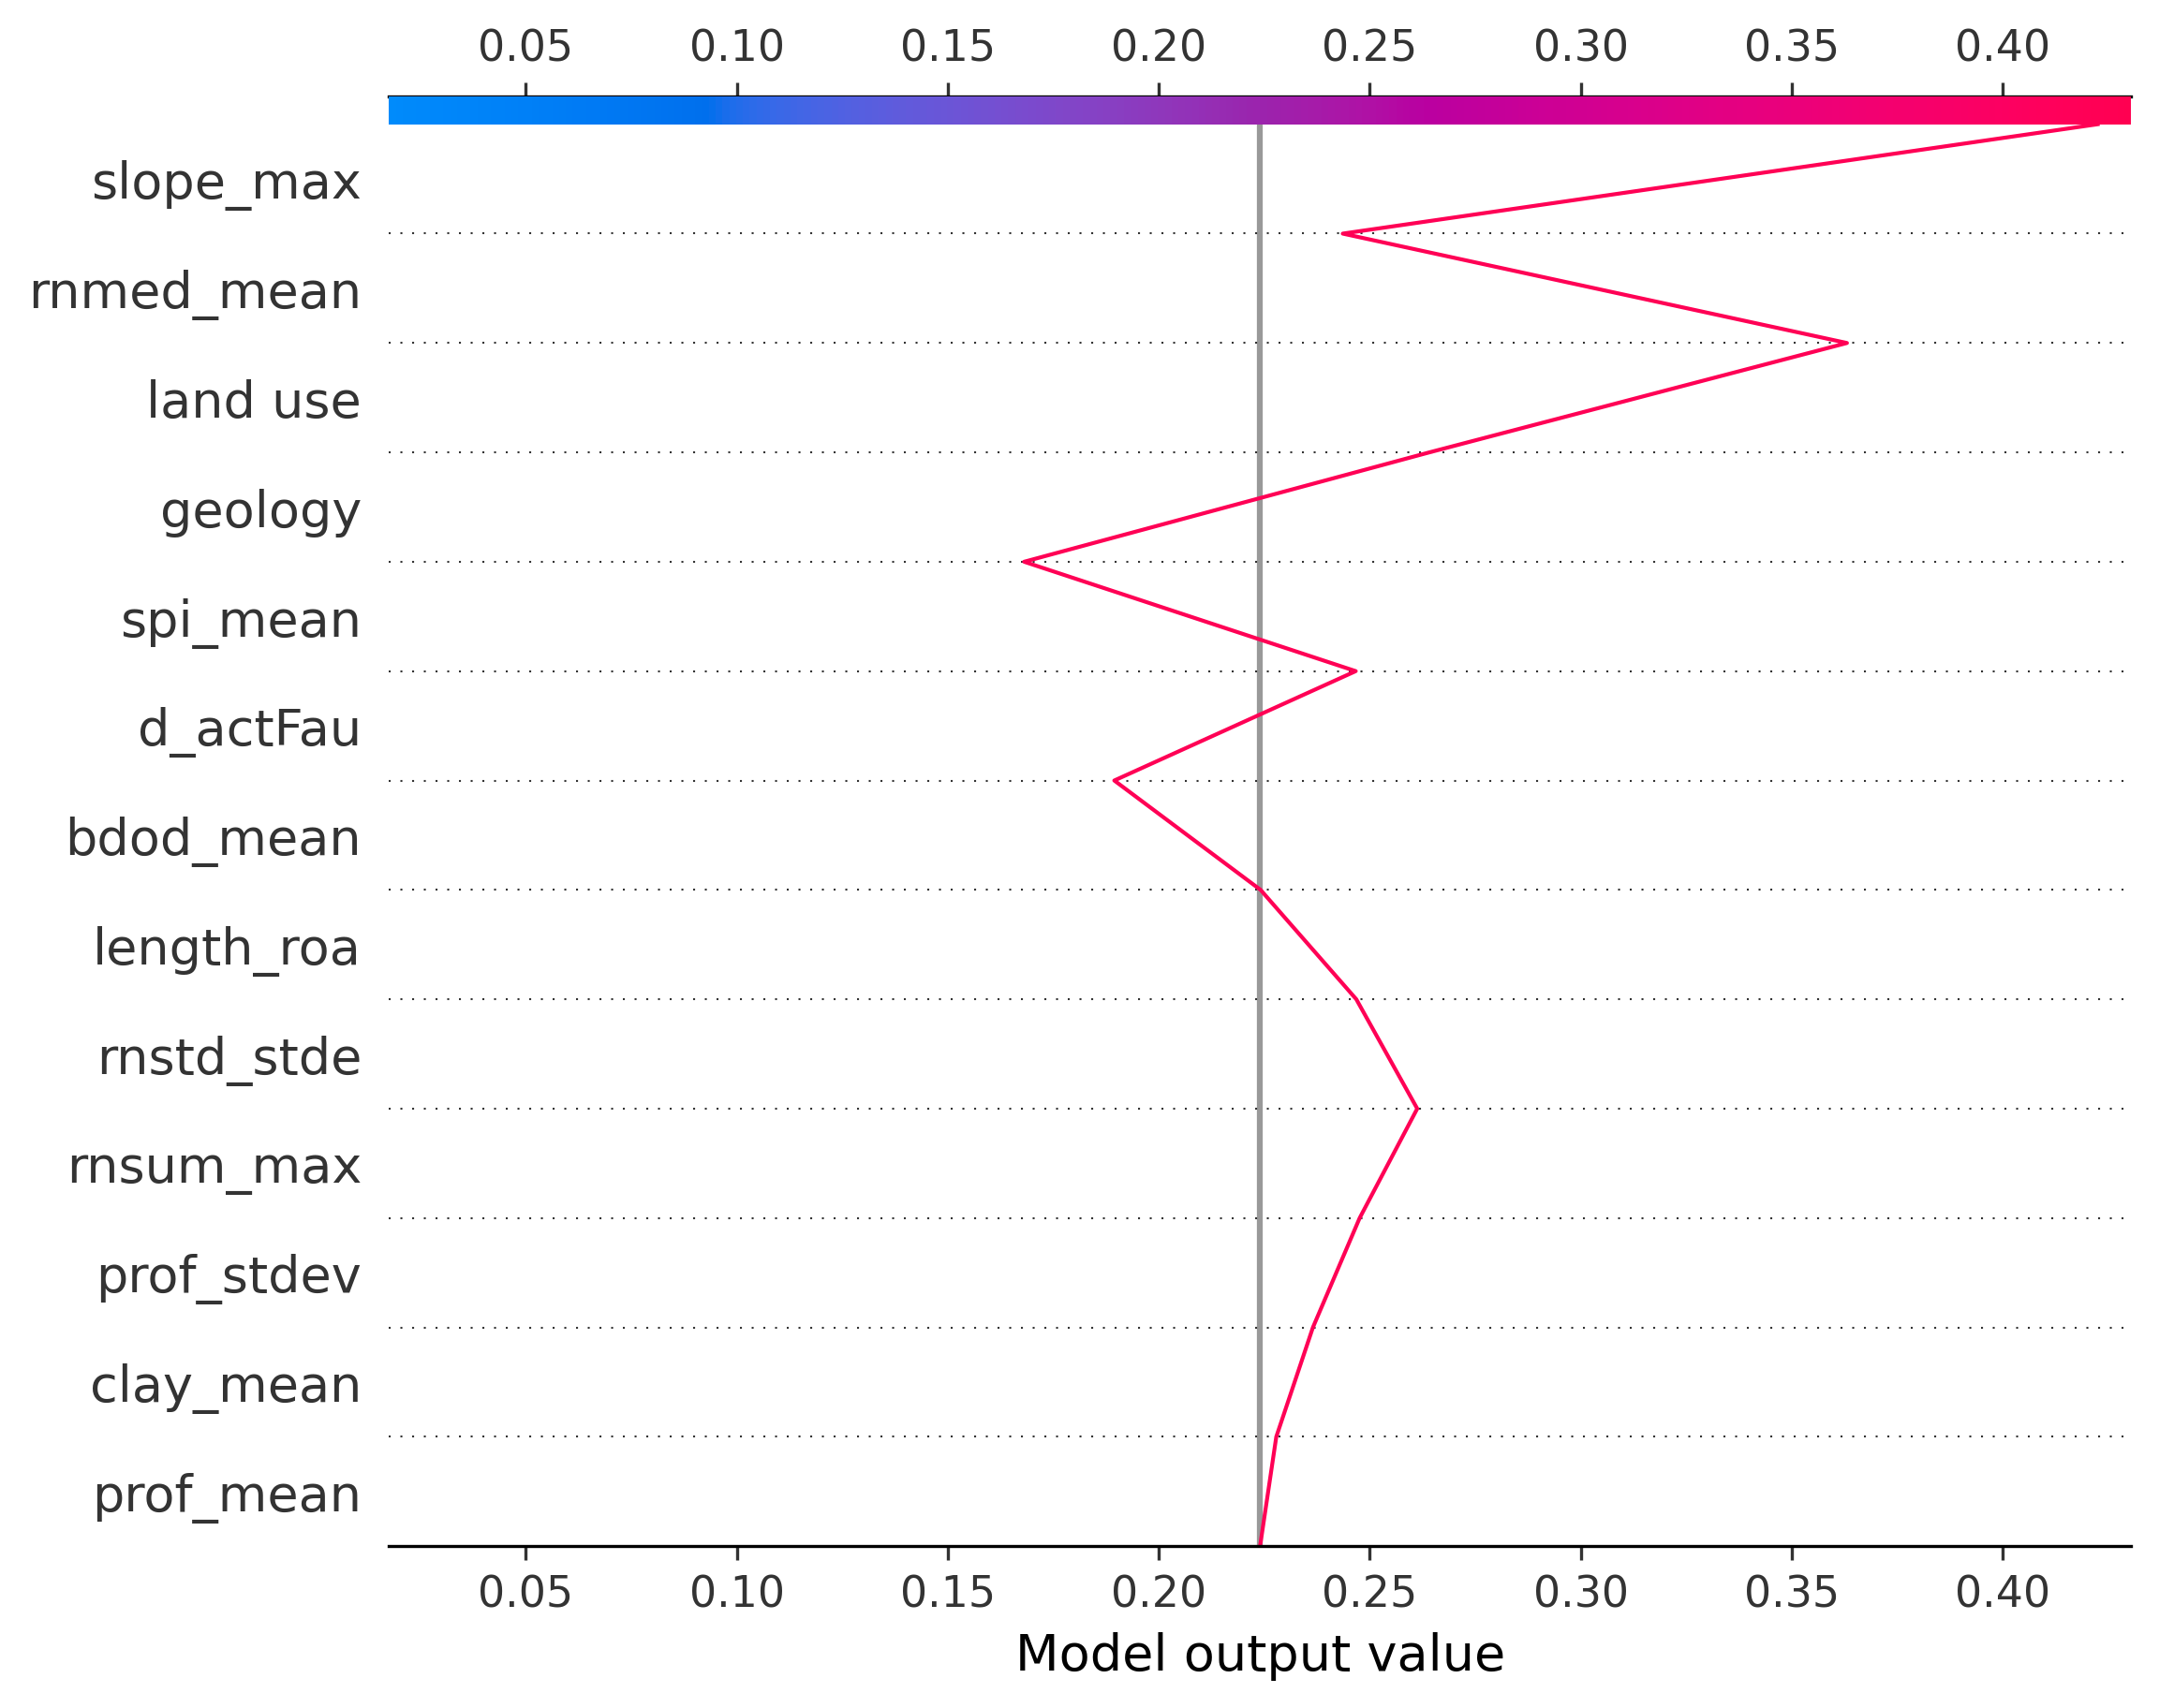 0.05 0.10 0.15 0.20 0.25 0.30 0.35 0.40
slope_max
rnmed_mean
land use
geology
spi_mean
d_actFau
bdod_mean
length_roa
rnstd_stde
rnsum_max
prof_stdev
clay_mean
prof_mean
0.05 0.10 0.15 0.20 0.25 0.30 0.35 0.40
Model output value